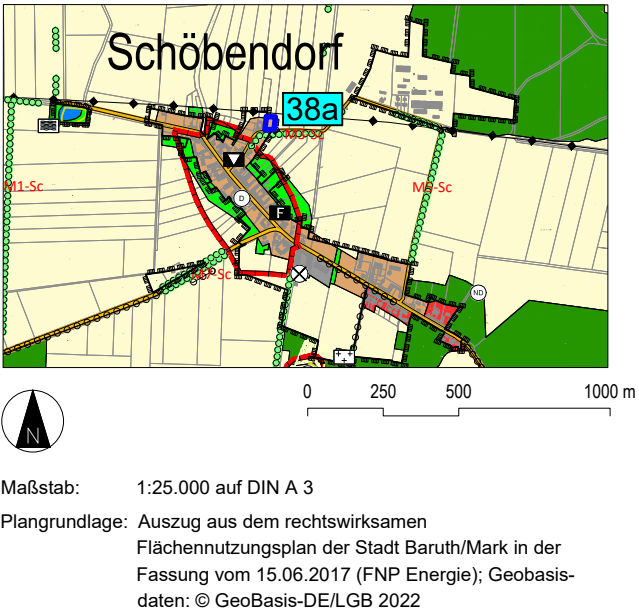 Schöbendorf
38a
M1-Sc
M5-Sc
D
F
ND
N
0 250 500 1000 m
Maßstab: 1:25.000 auf DIN A 3
Plangrundlage: Auszug aus dem rechtswirksamen
Flächennutzungsplan der Stadt Baruth/Mark in der
Fassung vom 15.06.2017 (FNP Energie); Geobasis-
daten: © GeoBasis-DE/LGB 2022